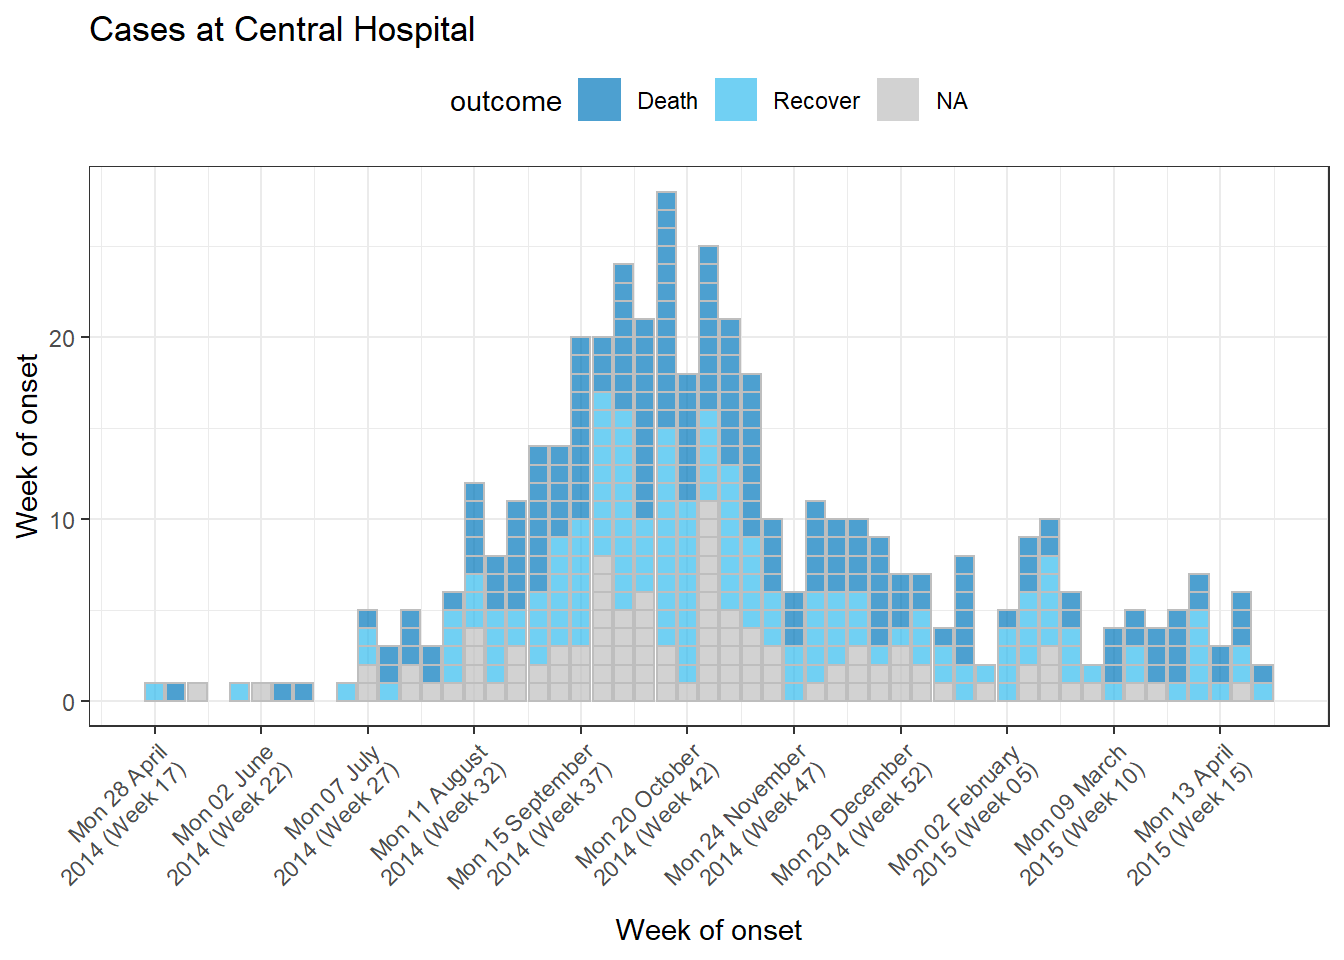 Cases at Central Hospital
outcome Death Recover NA
Week of onset
20
10
0
Mon 28 April
2014 (Week 17)
Mon 02 June
2014 (Week 22)
Mon 07 July
2014 (Week 27)
Mon 11 August
2014 (Week 32)
Mon 15 September
2014 (Week 37)
Mon 20 October
2014 (Week 42)
Mon 24 November
2014 (Week 47)
Mon 29 December
2014 (Week 52)
Mon 02 February
2015 (Week 05)
Mon 09 March
2015 (Week 10)
Mon 13 April
2015 (Week 15)
Week of onset